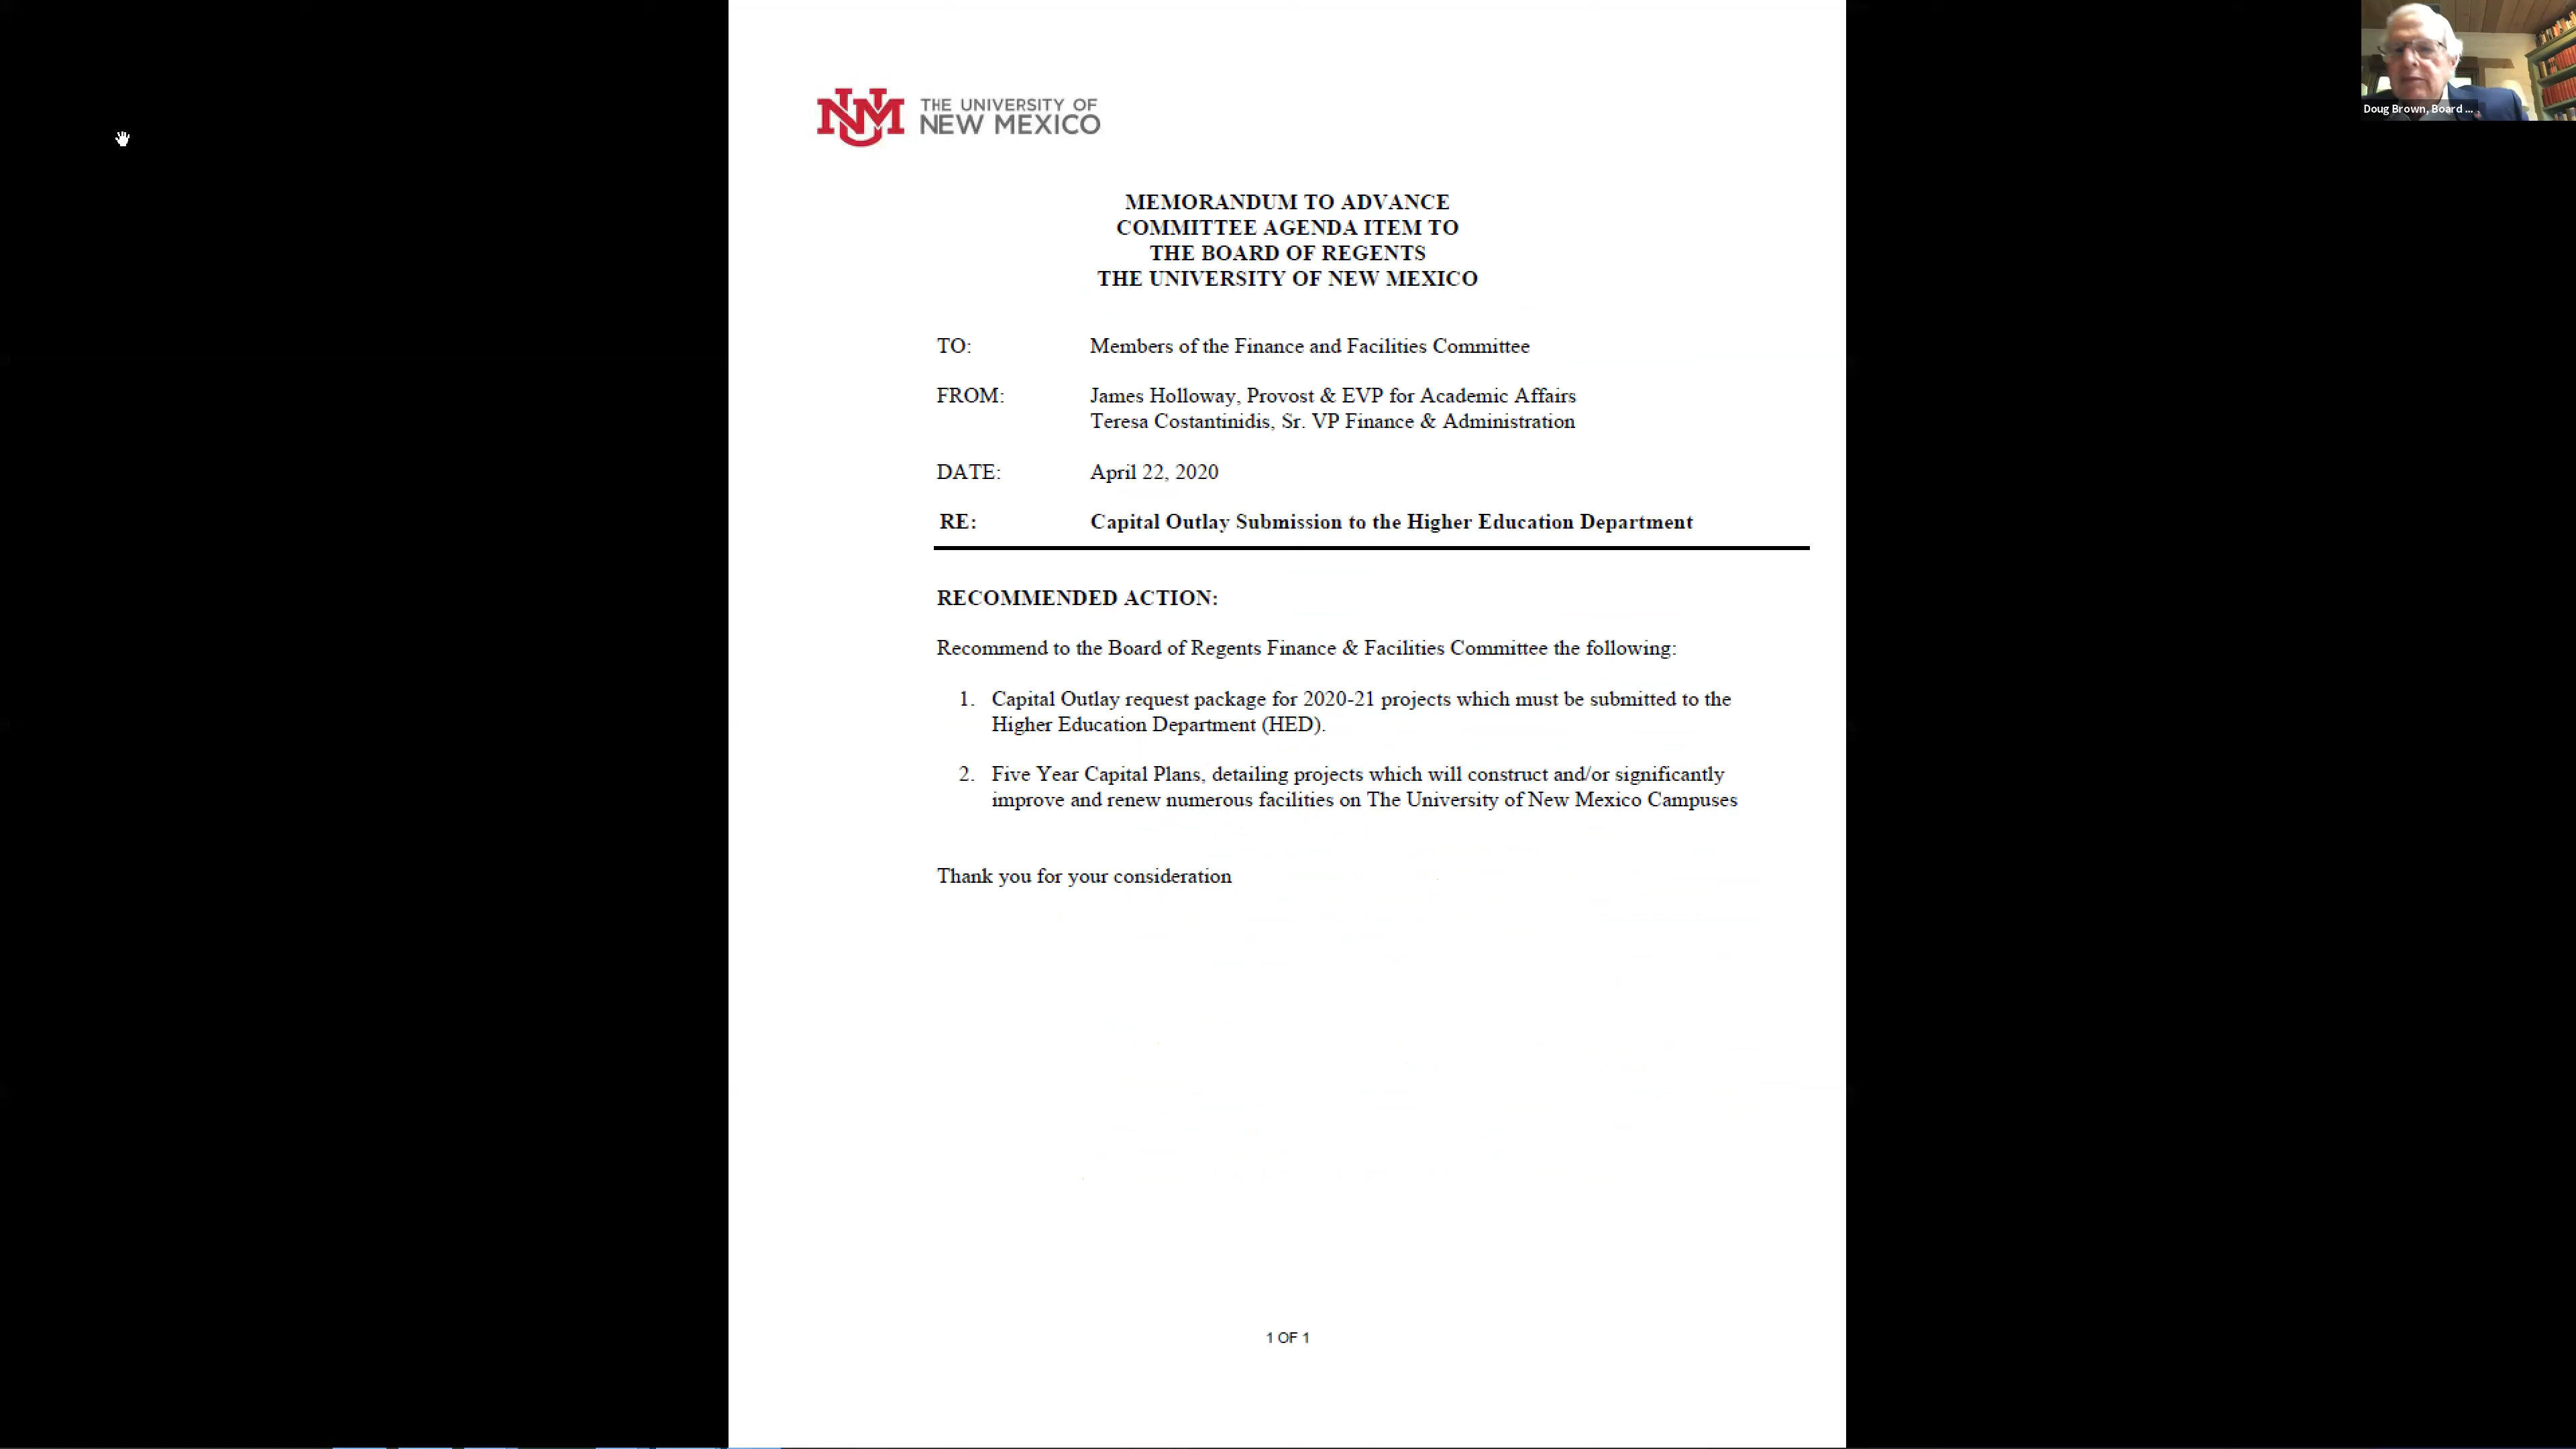 THE UNIVERSITY OF
NEW MEXICO
Doug Brown, Board ...
MEMORANDUM TO ADVANCE
COMMITTEE AGENDA ITEM TO
THE BOARD OF REGENTS
THE UNIVERSITY OF NEW MEXICO
TO: Members of the Finance and Facilities Committee
FROM: James Holloway, Provost & EVP for Academic Affairs
Teresa Costantinidis, Sr. VP Finance & Administration
DATE: April 22, 2020
RE: Capital Outlay Submission to the Higher Education Department
RECOMMENDED ACTION:
Recommend to the Board of Regents Finance & Facilities Committee the following:
1. Capital Outlay request package for 2020-21 projects which must be submitted to the
Higher Education Department (HED).
2. Five Year Capital Plans, detailing projects which will construct and/or significantly
improve and renew numerous facilities on The University of New Mexico Campuses
Thank you for your consideration
1 OF 1